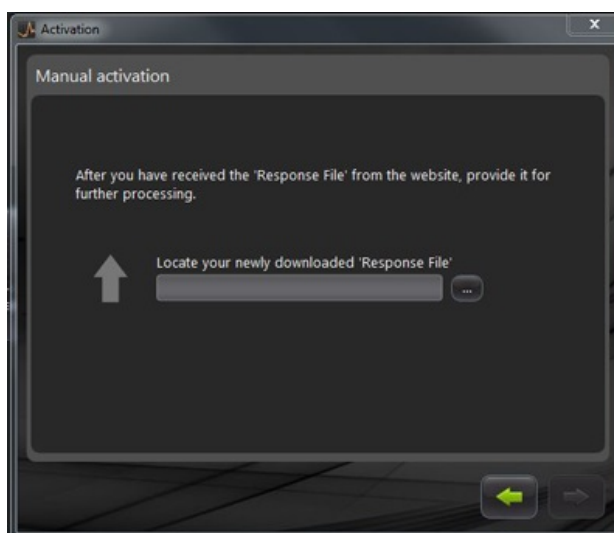 Activation
x
Manual activation
After you have received the 'Response File' from the website, provide it for
further processing.
Locate your newly downloaded 'Response File'
...